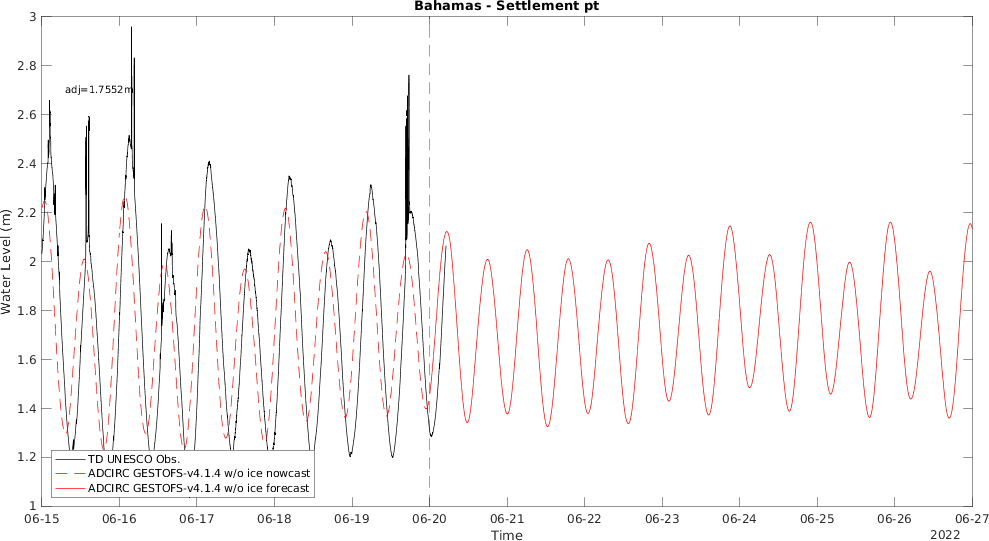 Bahamas - Settlement pt
3
2.8
adj=1.7552m
2.6
2.4
2.2
2
Water Level (m)
1.8
1.6
1.4
1.2
1
TD UNESCO Obs.
ADCIRC GESTOFS-v4.1.4 w/o ice nowcast
ADCIRC GESTOFS-v4.1.4 w/o ice forecast
06-15 06-16 06-17 06-18 06-19 06-20 06-21 06-22 06-23 06-24 06-25 06-26 06-27
Time
2022